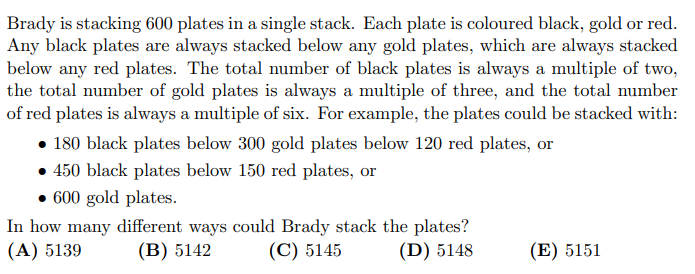 Brady is stacking 600 plates in a single stack. Each plate is coloured black, gold or red.
Any black plates are always stacked below any gold plates, which are always stacked
below any red plates. The total number of black plates is always a multiple of two,
the total number of gold plates is always a multiple of three, and the total number
of red plates is always a multiple of six. For example, the plates could be stacked with:
• 180 black plates below 300 gold plates below 120 red plates, or
• 450 black plates below 150 red plates, or
• 600 gold plates.
In how many different ways could Brady stack the plates?
(A) 5139 (B) 5142 (C) 5145 (D) 5148 (E) 5151